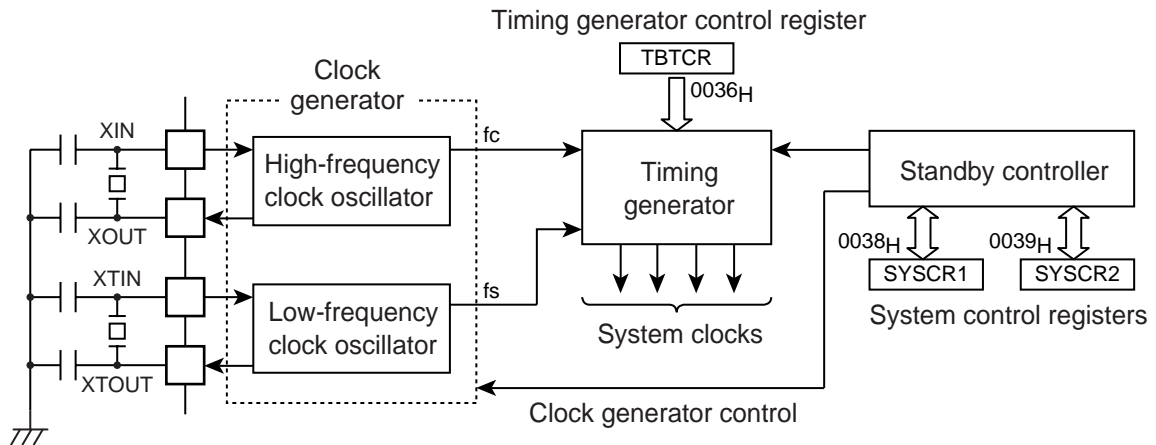 Timing generator control register
TBTCR
0036H
Clock
generator
XIN
fc
High-frequency
clock oscillator
Timing
generator
Standby controller
XOUT
0038H
0039H
XTIN
SYSCR1
SYSCR2
fs
Low-frequency
clock oscillator
System control registers
System clocks
XTOUT
Clock generator control